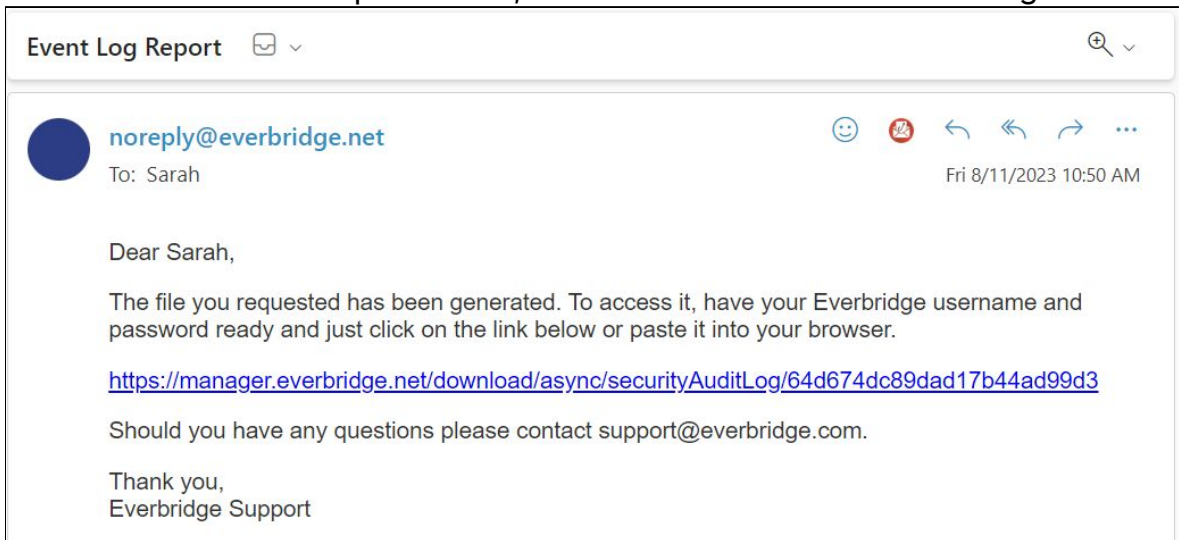 Event Log Report
noreply@everbridge.net
To: Sarah
Fri 8/11/2023 10:50 AM
Dear Sarah,
The file you requested has been generated. To access it, have your Everbridge username and
password ready and just click on the link below or paste it into your browser.
https://manager.everbridge.net/download/async/securityAuditLog/64d674dc89dad17b44ad99d3
Should you have any questions please contact support@everbridge.com.
Thank you,
Everbridge Support